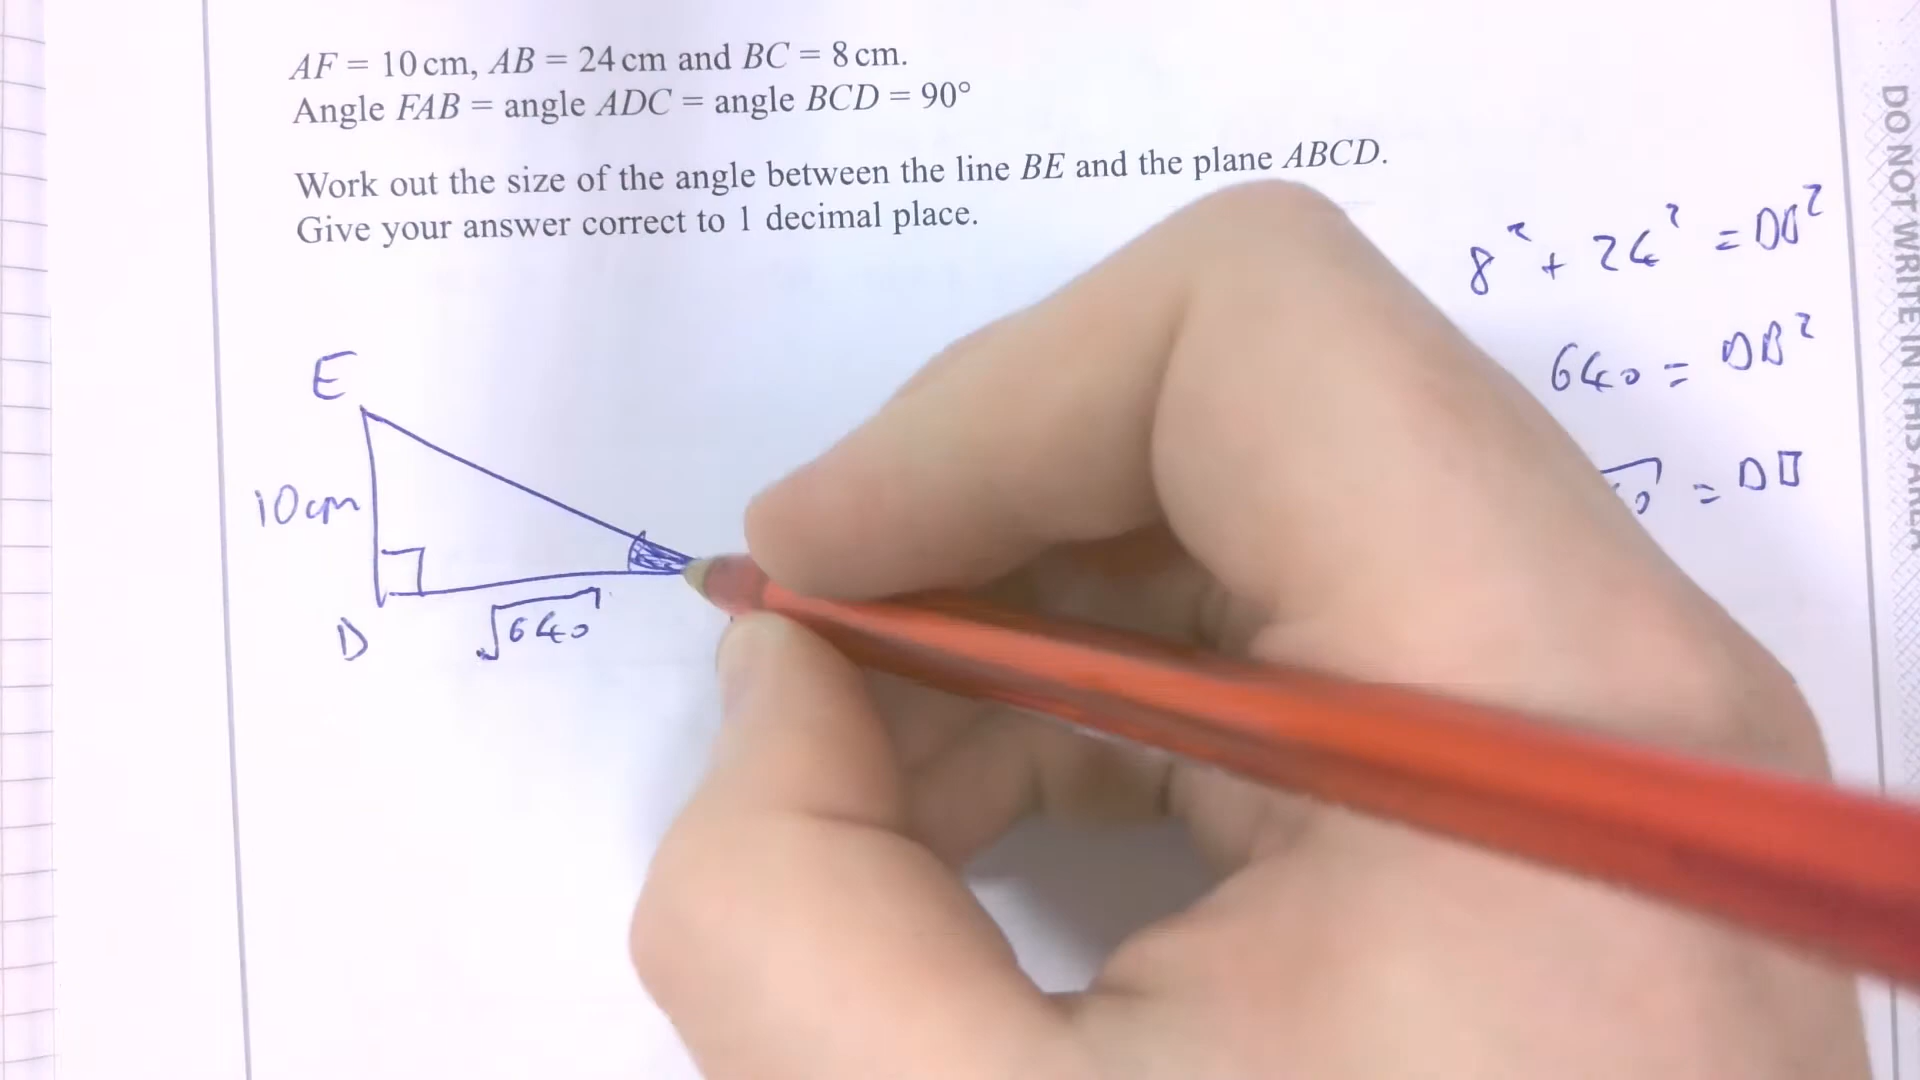 AF = 10 cm, AB = 24 cm and BC = 8 cm.
Angle FAB = angle ADC = angle BCD = 90°
Work out the size of the angle between the line BE and the plane ABCD.
Give your answer correct to 1 decimal place.
8² + 24² = DB²
640 = DB²
= DB
E
10cm
D
√640
DO NOT WRITE IN THIS AREA